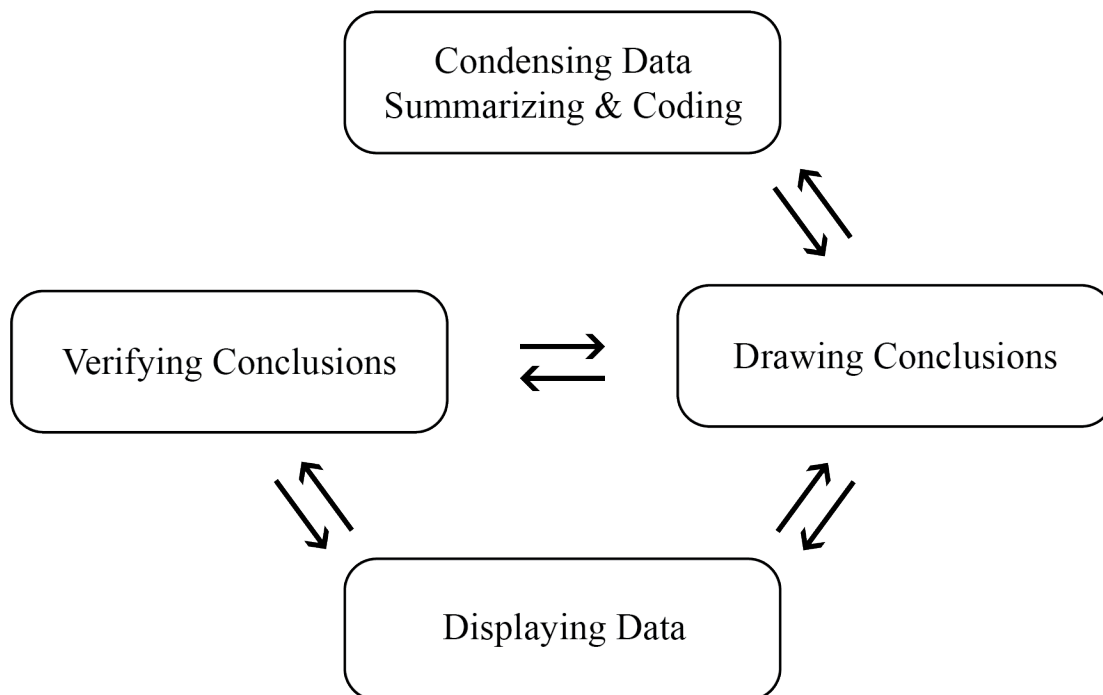 Condensing Data
Summarizing & Coding
Verifying Conclusions
Drawing Conclusions
Displaying Data